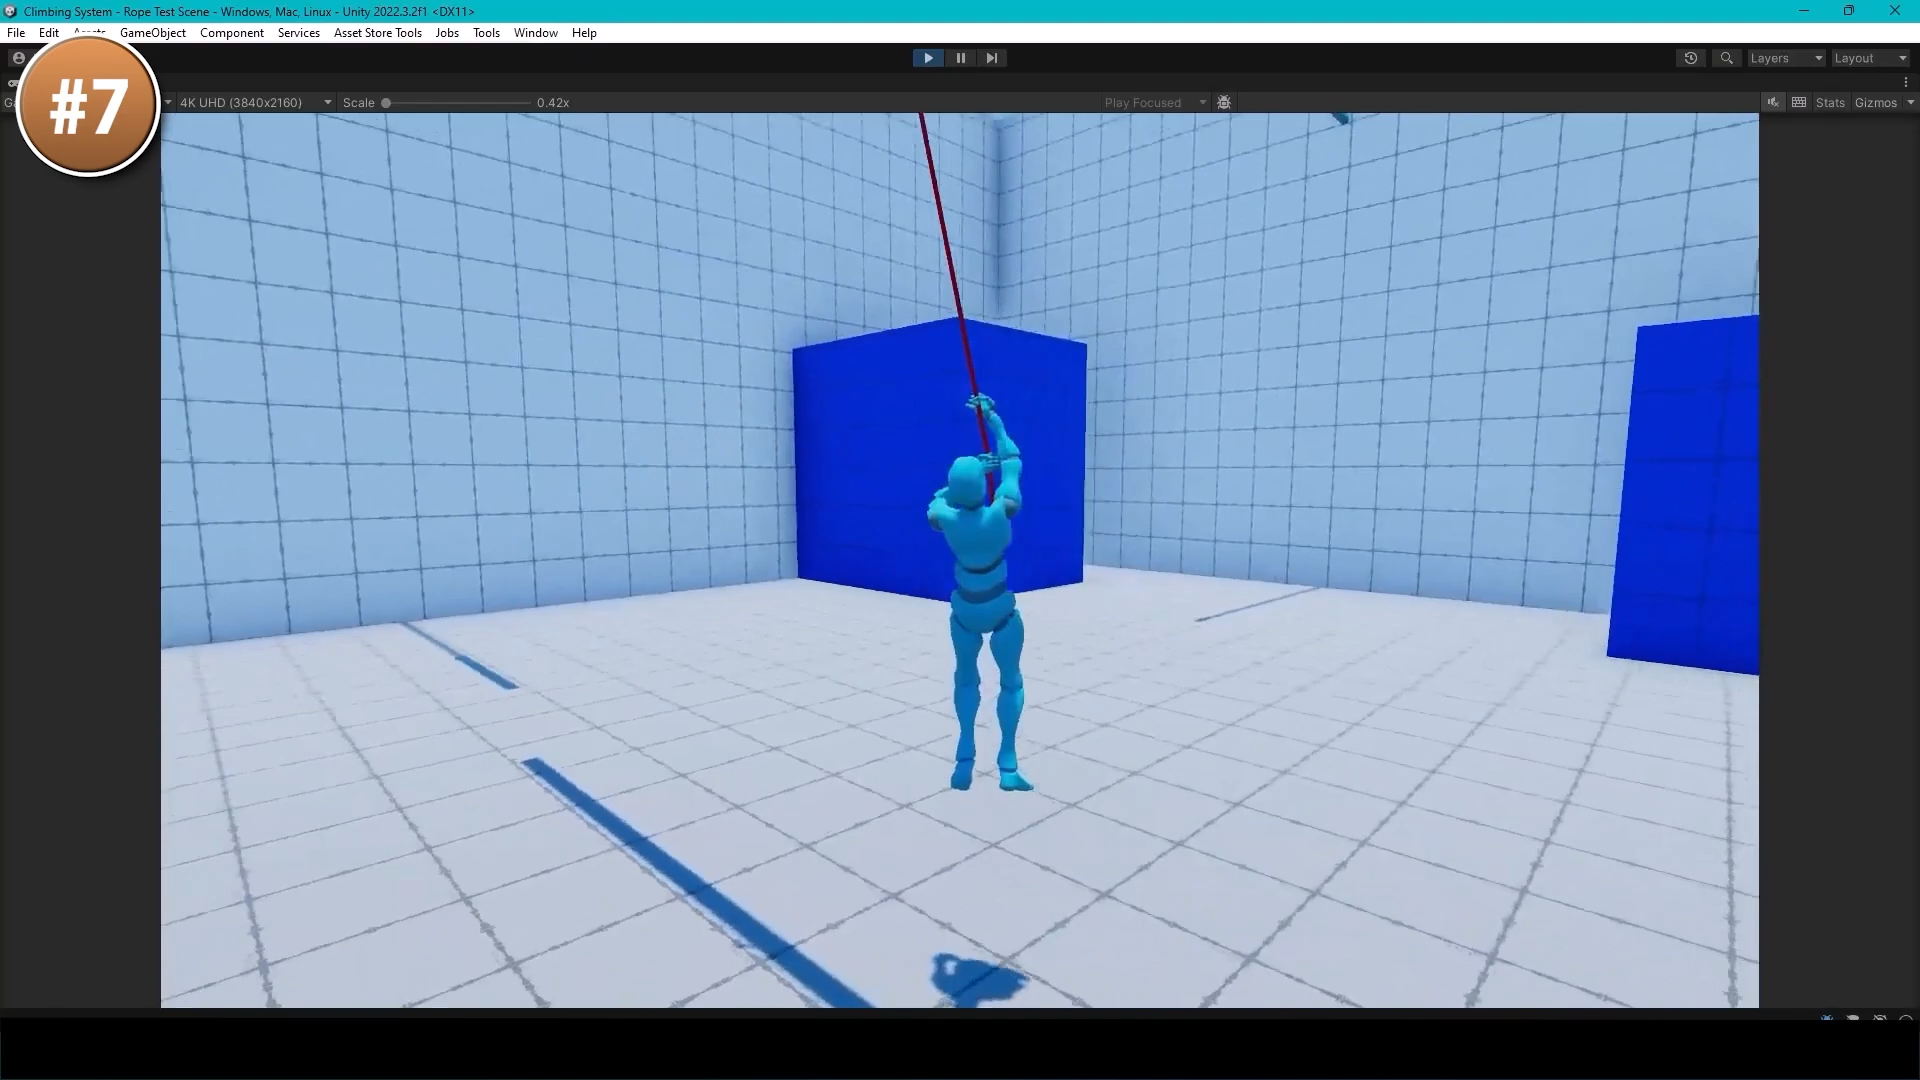 Climbing System - Rope Test Scene - Windows, Mac, Linux - Unity 2022.3.2f1 <DX11>
File Edit Assets GameObject Component Services Asset Store Tools Jobs Tools Window Help
Layers Layout
#7
4K UHD (3840x2160) Scale 0.42x Play Focused Stats Gizmos